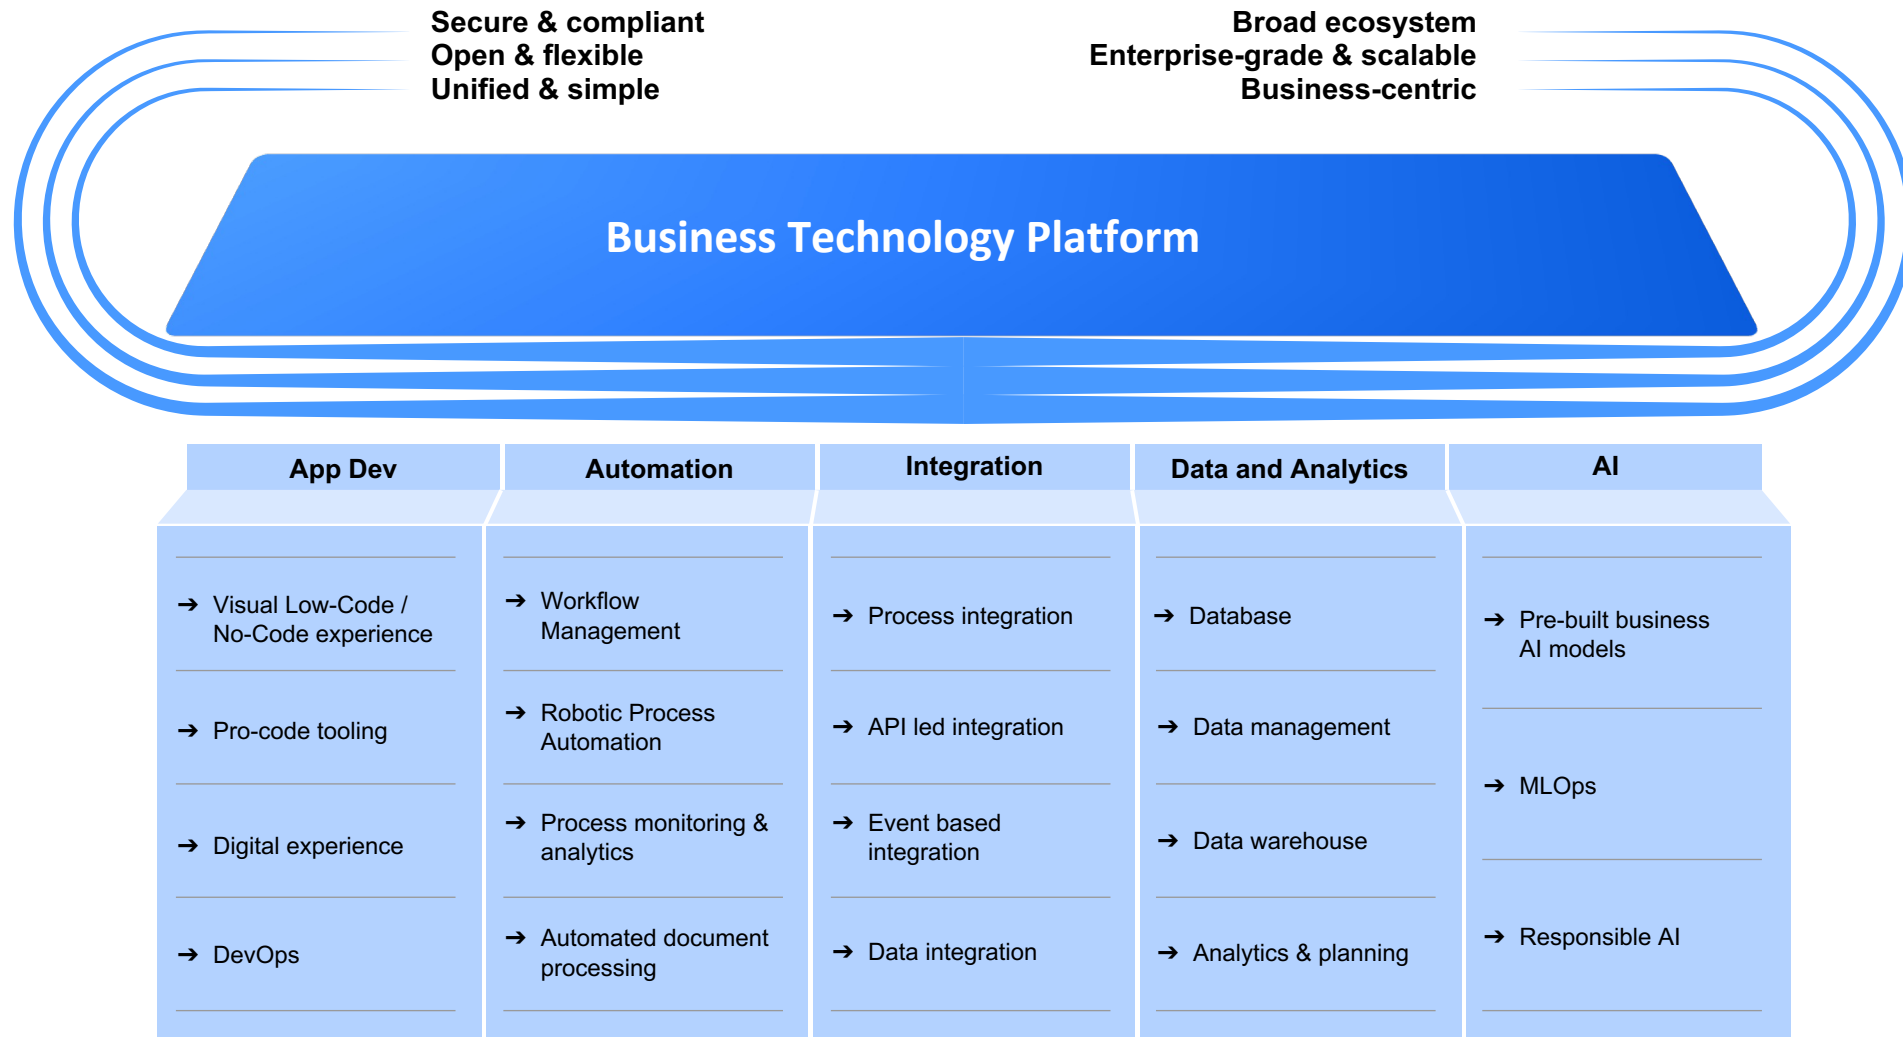 Secure & compliant
Open & flexible
Unified & simple
Broad ecosystem
Enterprise-grade & scalable
Business-centric
Business Technology Platform
App Dev
➔ Visual Low-Code /
No-Code experience
➔ Pro-code tooling
➔ Digital experience
➔ DevOps
Automation
➔ Workflow
Management
➔ Robotic Process
Automation
➔ Process monitoring &
analytics
➔ Automated document
processing
Integration
➔ Process integration
➔ API led integration
➔ Event based
integration
➔ Data integration
Data and Analytics
➔ Database
➔ Data management
➔ Data warehouse
➔ Analytics & planning
AI
➔ Pre-built business
AI models
➔ MLOps
➔ Responsible AI